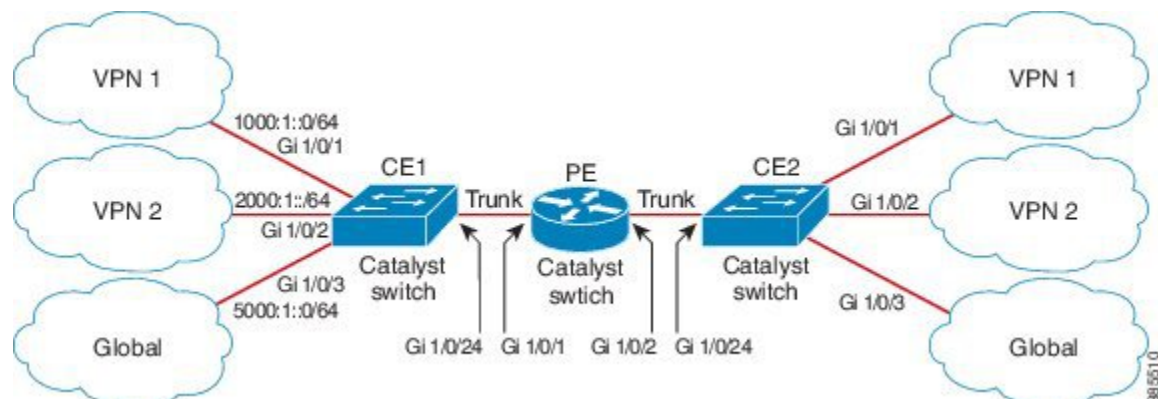 VPN 1
1000:1::0/64
Gi 1/0/1
VPN 2
2000:1::/64
Gi 1/0/2
Global
Gi 1/0/3
5000:1::0/64
CE1
Catalyst
switch
Trunk
PE
Catalyst
swtich
Trunk
CE2
Catalyst
switch
Gi 1/0/24
Gi 1/0/1
Gi 1/0/2
Gi 1/0/24
Gi 1/0/1
VPN 1
Gi 1/0/2
VPN 2
Gi 1/0/3
Global
385510